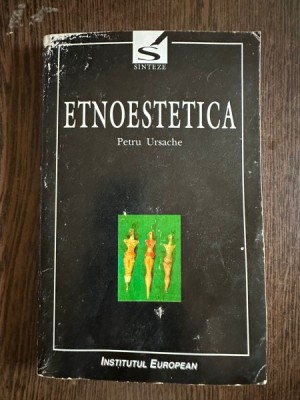 SINTEZE
ETNOESTETICA
Petru Ursache
INSTITUTUL EUROPEAN